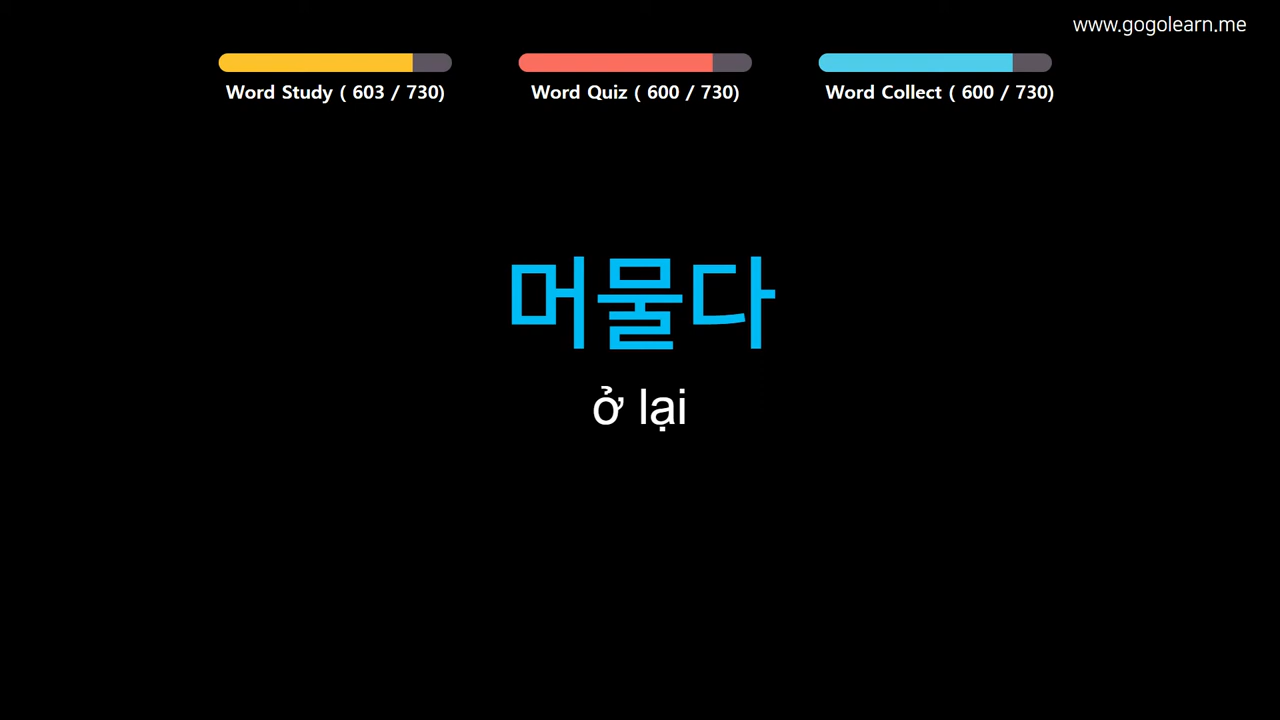 www.gogolearn.me
Word Study ( 603 / 730)
Word Quiz ( 600 / 730)
Word Collect ( 600 / 730)
머물다
ở lại